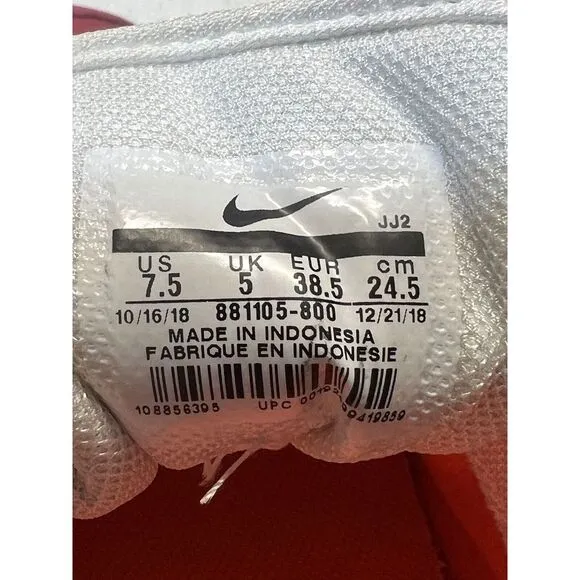 JJ2
US UK EUR cm
7.5 5 38.5 24.5
10/16/18 881105-800 12/21/18
MADE IN INDONESIA
FABRIQUE EN INDONESIE
108856395 UPC